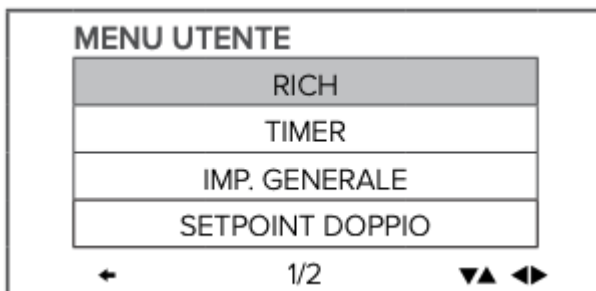 MENU UTENTE
RICH
TIMER
IMP. GENERALE
SETPOINT DOPPIO
1/2